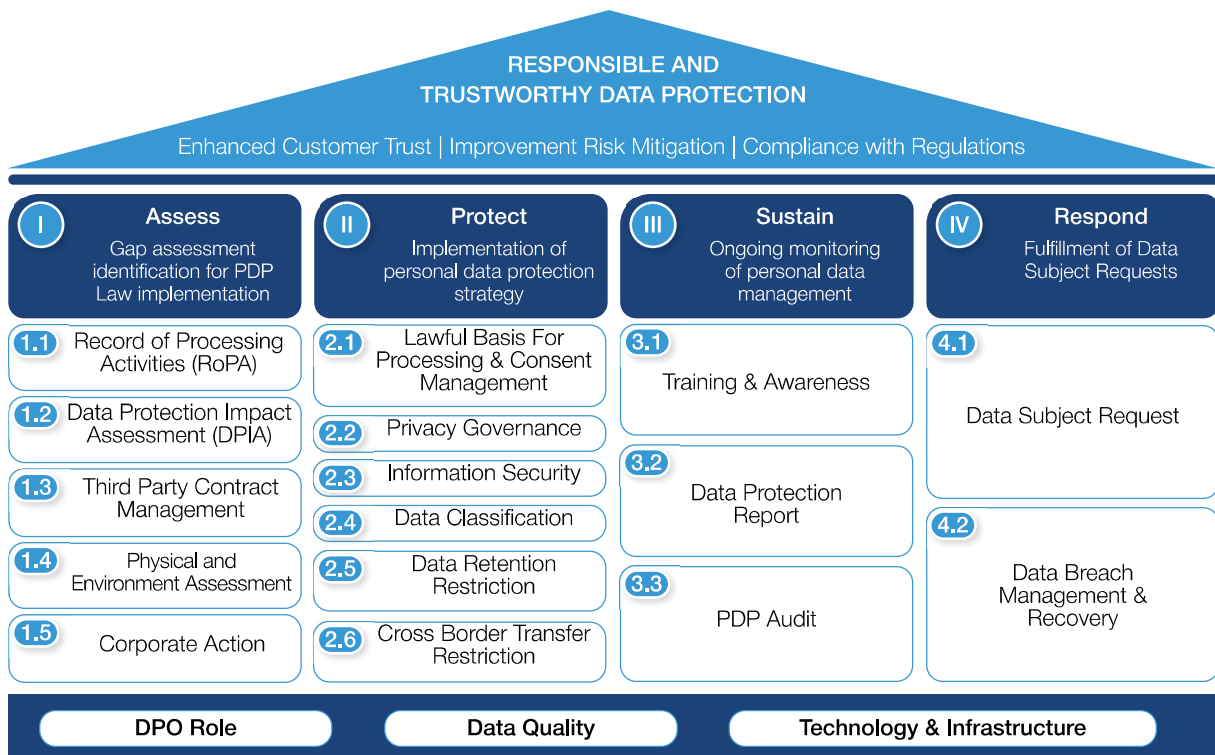 RESPONSIBLE AND
TRUSTWORTHY DATA PROTECTION
Enhanced Customer Trust | Improvement Risk Mitigation | Compliance with Regulations
I
Assess
Gap assessment
identification for PDP
Law implementation
1.1
Record of Processing
Activities (RoPA)
1.2
Data Protection Impact
Assessment (DPIA)
1.3
Third Party Contract
Management
1.4
Physical and
Environment Assessment
1.5
Corporate Action
II
Protect
Implementation of
personal data protection
strategy
2.1
Lawful Basis For
Processing & Consent
Management
2.2
Privacy Governance
2.3
Information Security
2.4
Data Classification
2.5
Data Retention
Restriction
2.6
Cross Border Transfer
Restriction
III
Sustain
Ongoing monitoring
of personal data
management
3.1
Training & Awareness
3.2
Data Protection
Report
3.3
PDP Audit
IV
Respond
Fulfillment of Data
Subject Requests
4.1
Data Subject Request
4.2
Data Breach
Management &
Recovery
DPO Role
Data Quality
Technology & Infrastructure